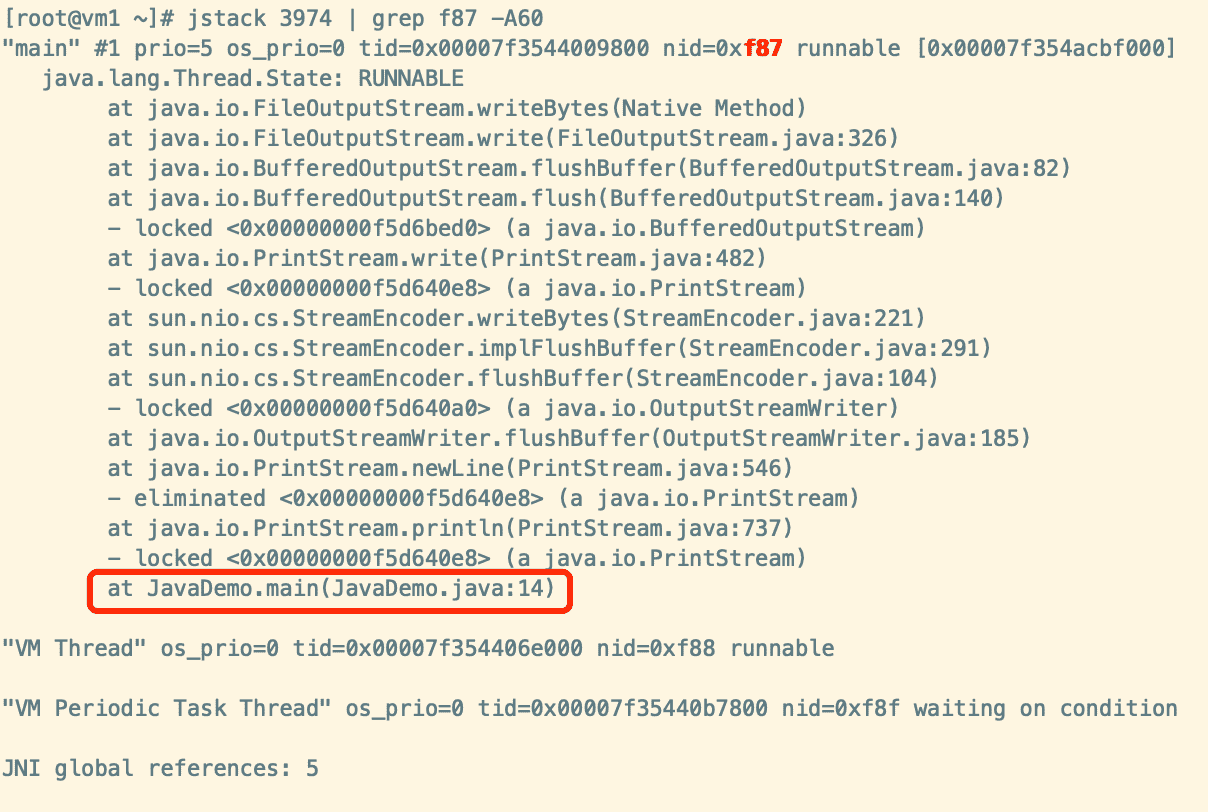 [root@vm1 ~]# jstack 3974 | grep f87 -A60
"main" #1 prio=5 os_prio=0 tid=0x00007f3544009800 nid=0xf87 runnable [0x00007f354acbf000]
   java.lang.Thread.State: RUNNABLE
        at java.io.FileOutputStream.writeBytes(Native Method)
        at java.io.FileOutputStream.write(FileOutputStream.java:326)
        at java.io.BufferedOutputStream.flushBuffer(BufferedOutputStream.java:82)
        at java.io.BufferedOutputStream.flush(BufferedOutputStream.java:140)
        - locked <0x00000000f5d6bed0> (a java.io.BufferedOutputStream)
        at java.io.PrintStream.write(PrintStream.java:482)
        - locked <0x00000000f5d640e8> (a java.io.PrintStream)
        at sun.nio.cs.StreamEncoder.writeBytes(StreamEncoder.java:221)
        at sun.nio.cs.StreamEncoder.implFlushBuffer(StreamEncoder.java:291)
        at sun.nio.cs.StreamEncoder.flushBuffer(StreamEncoder.java:104)
        - locked <0x00000000f5d640a0> (a java.io.OutputStreamWriter)
        at java.io.OutputStreamWriter.flushBuffer(OutputStreamWriter.java:185)
        at java.io.PrintStream.newLine(PrintStream.java:546)
        - eliminated <0x00000000f5d640e8> (a java.io.PrintStream)
        at java.io.PrintStream.println(PrintStream.java:737)
        - locked <0x00000000f5d640e8> (a java.io.PrintStream)
        at JavaDemo.main(JavaDemo.java:14)
"VM Thread" os_prio=0 tid=0x00007f354406e000 nid=0xf88 runnable
"VM Periodic Task Thread" os_prio=0 tid=0x00007f35440b7800 nid=0xf8f waiting on condition
JNI global references: 5